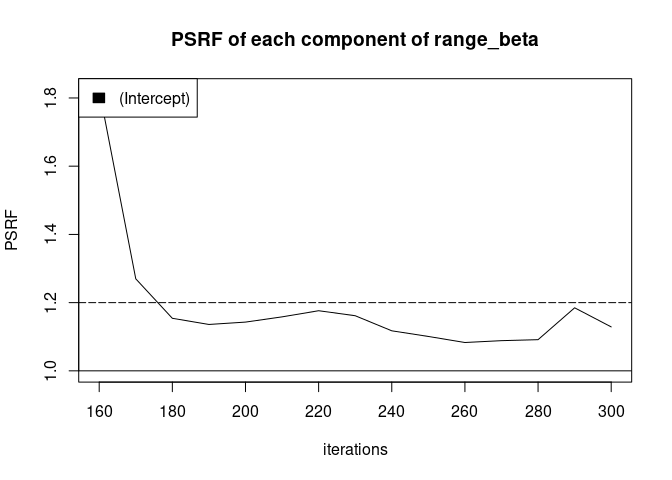 PSRF of each component of range_beta
(Intercept)
PSRF
1.8
1.6
1.4
1.2
1.0
160 180 200 220 240 260 280 300
iterations